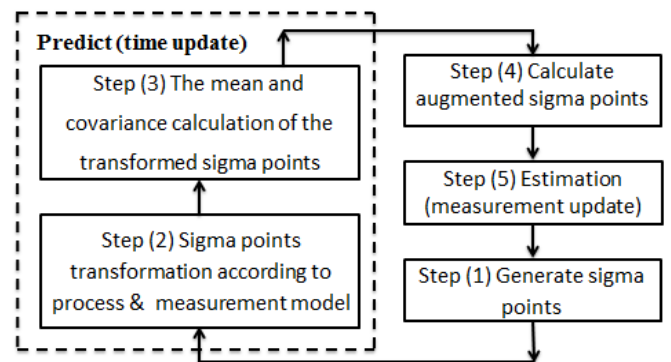 Predict (time update)
Step (3) The mean and
covariance calculation of the
transformed sigma points
Step (2) Sigma points
transformation according to
process & measurement model
Step (4) Calculate
augmented sigma points
Step (5) Estimation
(measurement update)
Step (1) Generate sigma
points